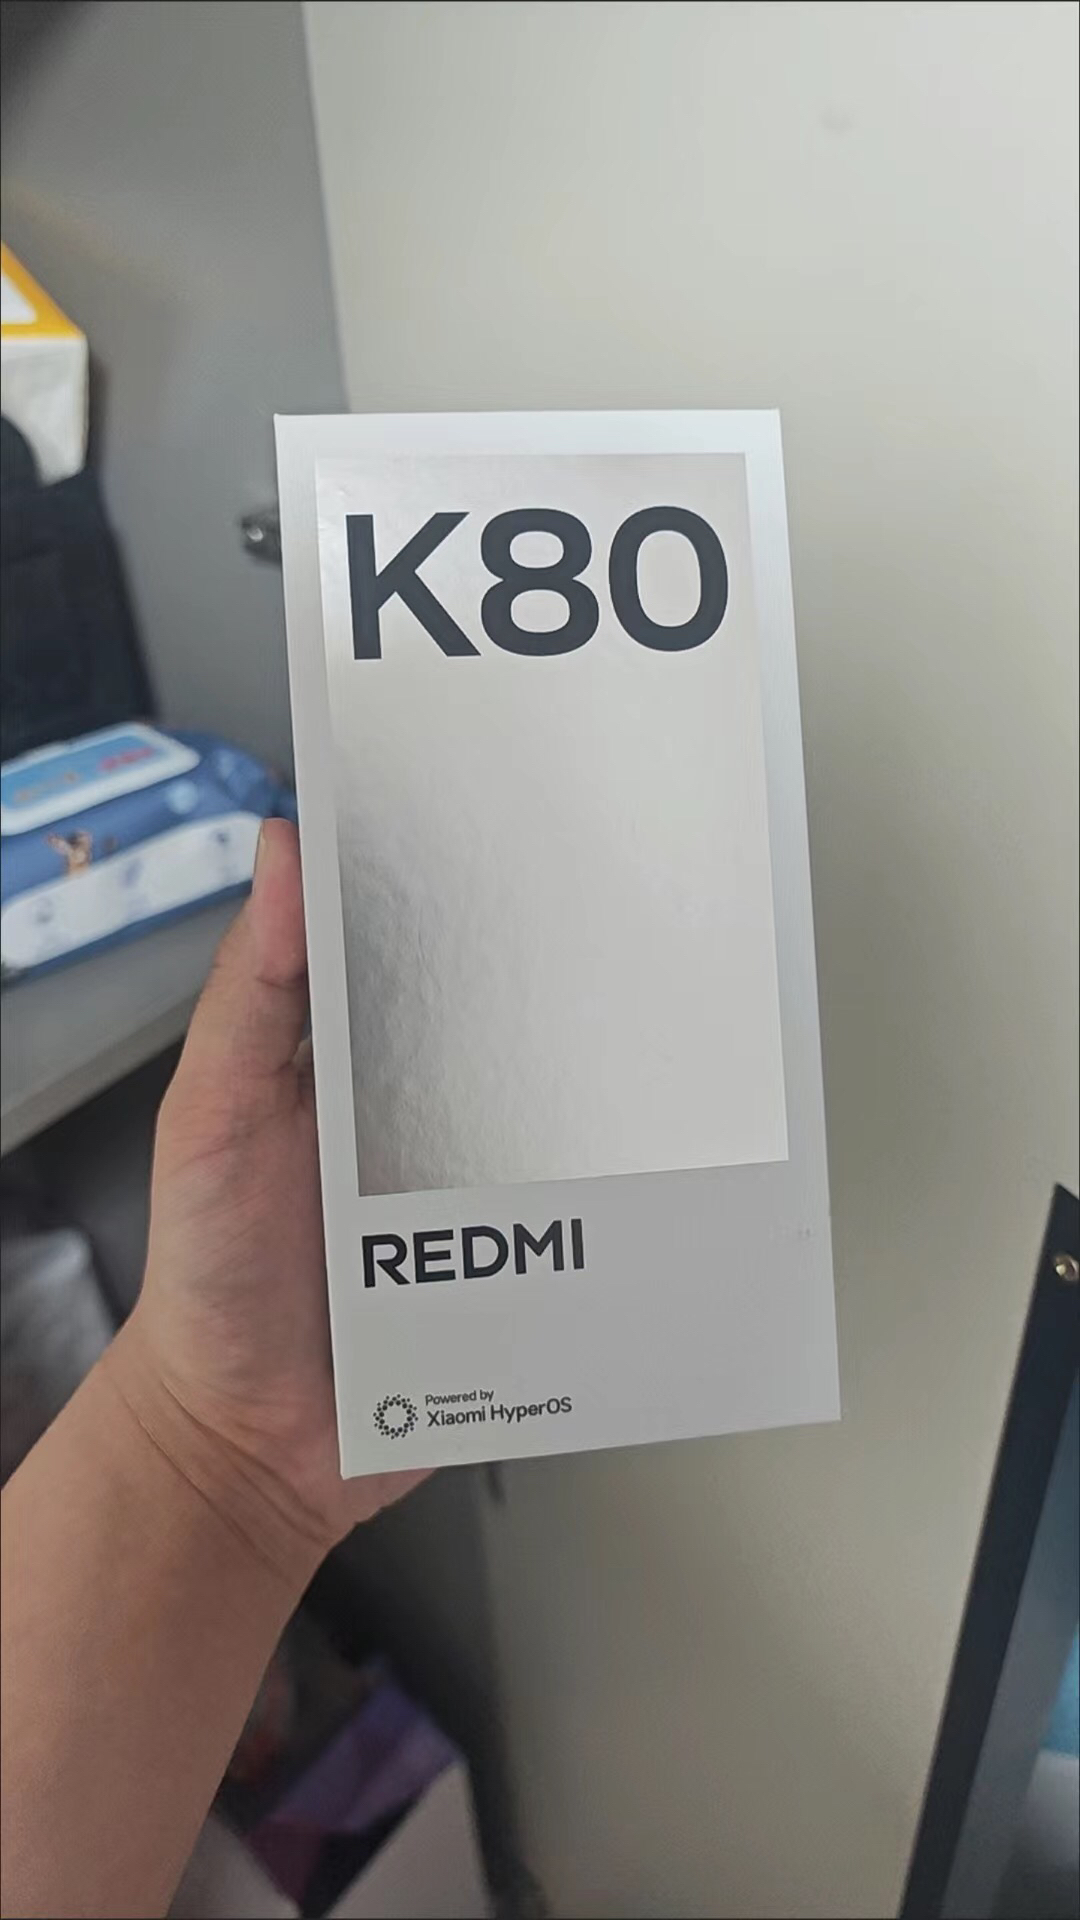 K80
REDMI
Powered by
Xiaomi HyperOS